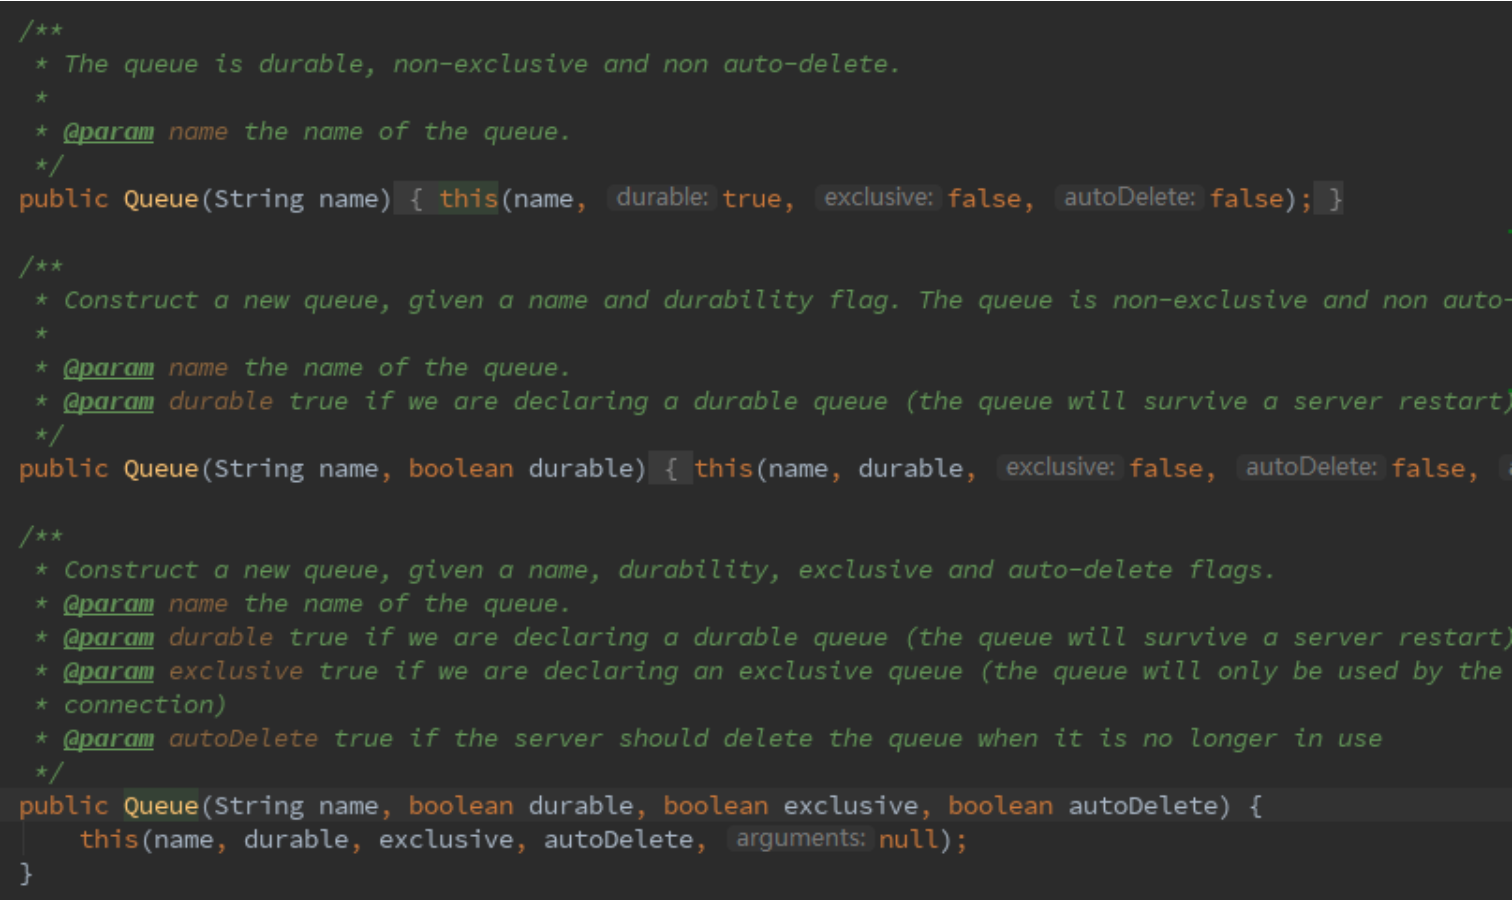 /**
 * The queue is durable, non-exclusive and non auto-delete.
 *
 * @param name the name of the queue.
 */
public Queue(String name) { this(name, durable: true, exclusive: false, autoDelete: false); }
/**
 * Construct a new queue, given a name and durability flag. The queue is non-exclusive and non auto-
 *
 * @param name the name of the queue.
 * @param durable true if we are declaring a durable queue (the queue will survive a server restart)
 */
public Queue(String name, boolean durable) { this(name, durable, exclusive: false, autoDelete: false,
/**
 * Construct a new queue, given a name, durability, exclusive and auto-delete flags.
 * @param name the name of the queue.
 * @param durable true if we are declaring a durable queue (the queue will survive a server restart)
 * @param exclusive true if we are declaring an exclusive queue (the queue will only be used by the
 * connection)
 * @param autoDelete true if the server should delete the queue when it is no longer in use
 */
public Queue(String name, boolean durable, boolean exclusive, boolean autoDelete) {
    this(name, durable, exclusive, autoDelete, arguments: null);
}